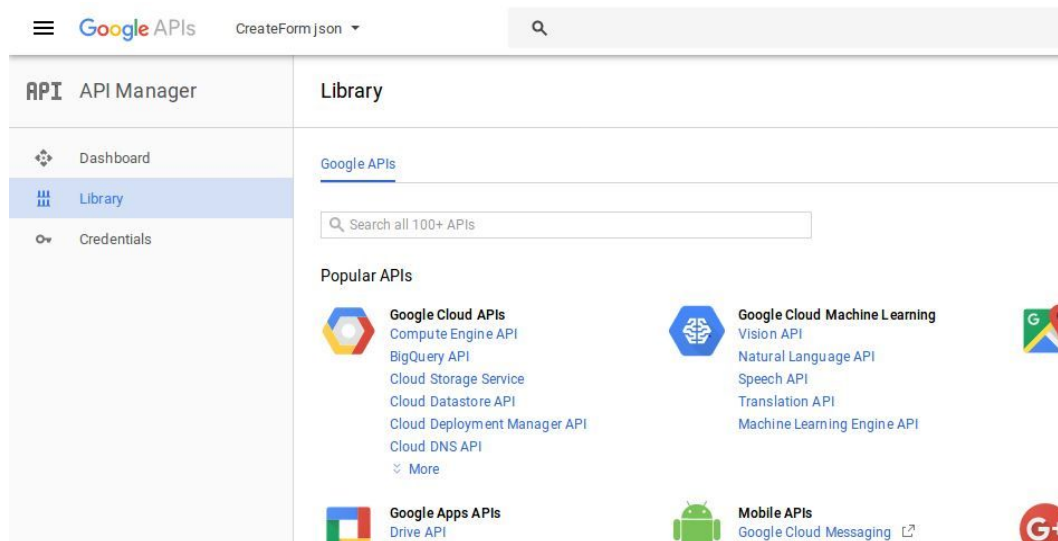 Google APIs CreateForm json
API API Manager
Library
Dashboard
Library
Credentials
Google APIs
Search all 100+ APIs
Popular APIs
Google Cloud APIs
Compute Engine API
BigQuery API
Cloud Storage Service
Cloud Datastore API
Cloud Deployment Manager API
Cloud DNS API
More
Google Cloud Machine Learning
Vision API
Natural Language API
Speech API
Translation API
Machine Learning Engine API
G
Google Apps APIs
Drive API
Mobile APIs
Google Cloud Messaging
G+